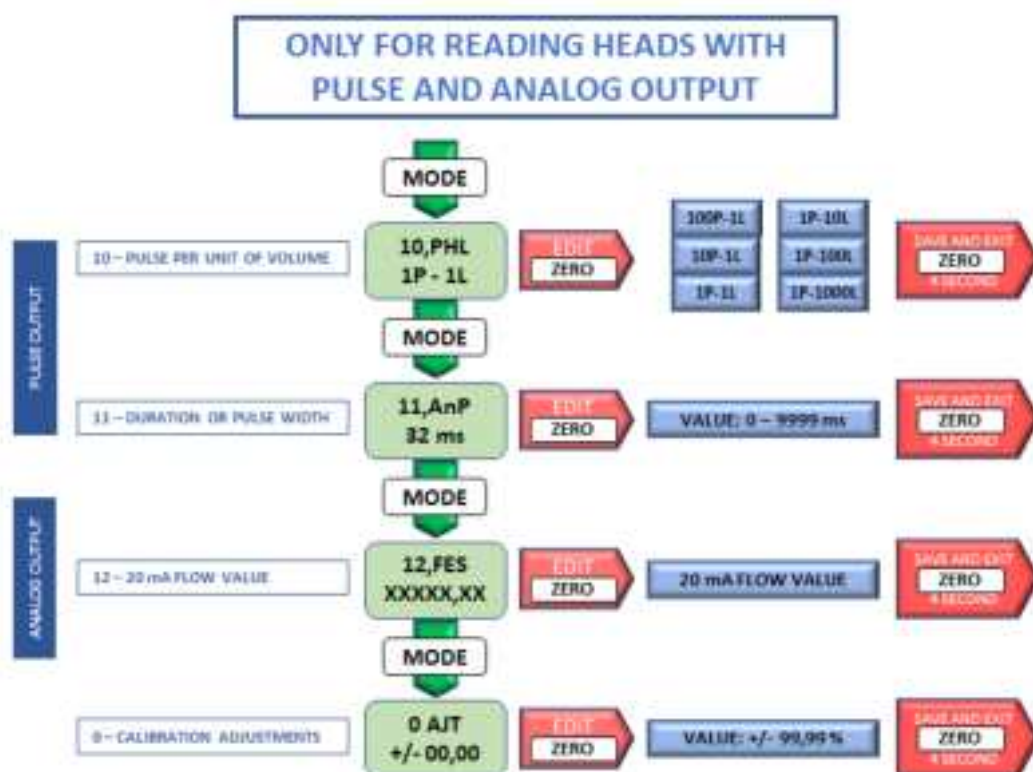 ONLY FOR READING HEADS WITH
PULSE AND ANALOG OUTPUT
MODE
PULSE OUTPUT
10 – PULSE PER UNIT OF VOLUME
10,PHL
1P - 1L
EDIT
ZERO
100P-1L
1P-10L
10P-1L
1P-100L
1P-1L
1P-1000L
SAVE AND EXIT
ZERO
4 SECOND
MODE
11 – DURATION OR PULSE WIDTH
11,AnP
32 ms
EDIT
ZERO
VALUE: 0 – 9999 ms
SAVE AND EXIT
ZERO
4 SECOND
MODE
ANALOG OUTPUT
12 – 20 mA FLOW VALUE
12,FES
XXXXX,XX
EDIT
ZERO
20 mA FLOW VALUE
SAVE AND EXIT
ZERO
4 SECOND
MODE
0 – CALIBRATION ADJUSTMENTS
0 AJT
+/- 00,00
EDIT
ZERO
VALUE: +/- 99,99 %
SAVE AND EXIT
ZERO
4 SECOND